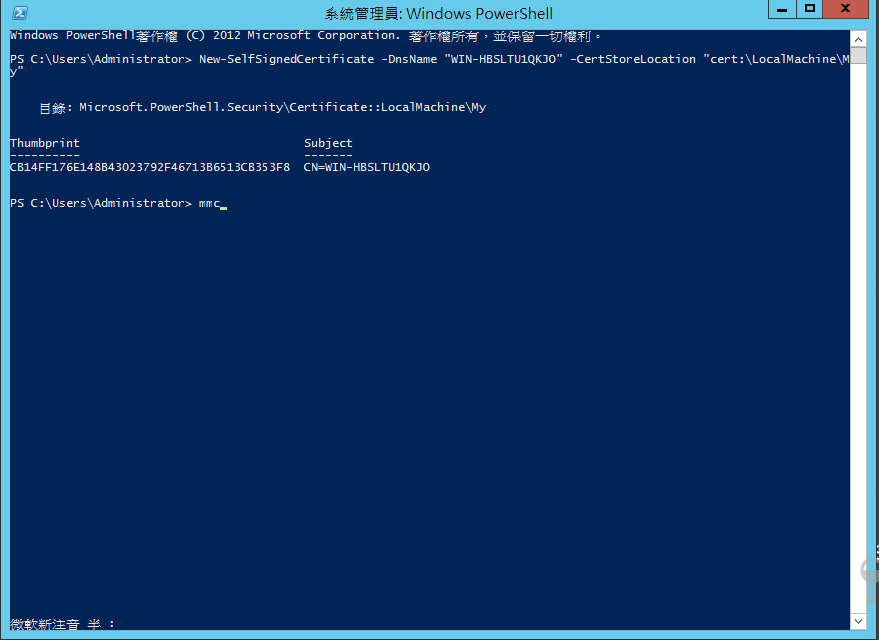 系統管理員: Windows PowerShell
Windows PowerShell著作權 (C) 2012 Microsoft Corporation. 著作權所有，並保留一切權利。
PS C:\Users\Administrator> New-SelfSignedCertificate -DnsName "WIN-HBSLTU1QKJO" -CertStoreLocation "cert:\LocalMachine\M
y"
目錄: Microsoft.PowerShell.Security\Certificate::LocalMachine\My
Thumbprint Subject
---------- -------
CB14FF176E148B43023792F46713B6513CB353F8 CN=WIN-HBSLTU1QKJO
PS C:\Users\Administrator> mmc_
微軟新注音 半 :